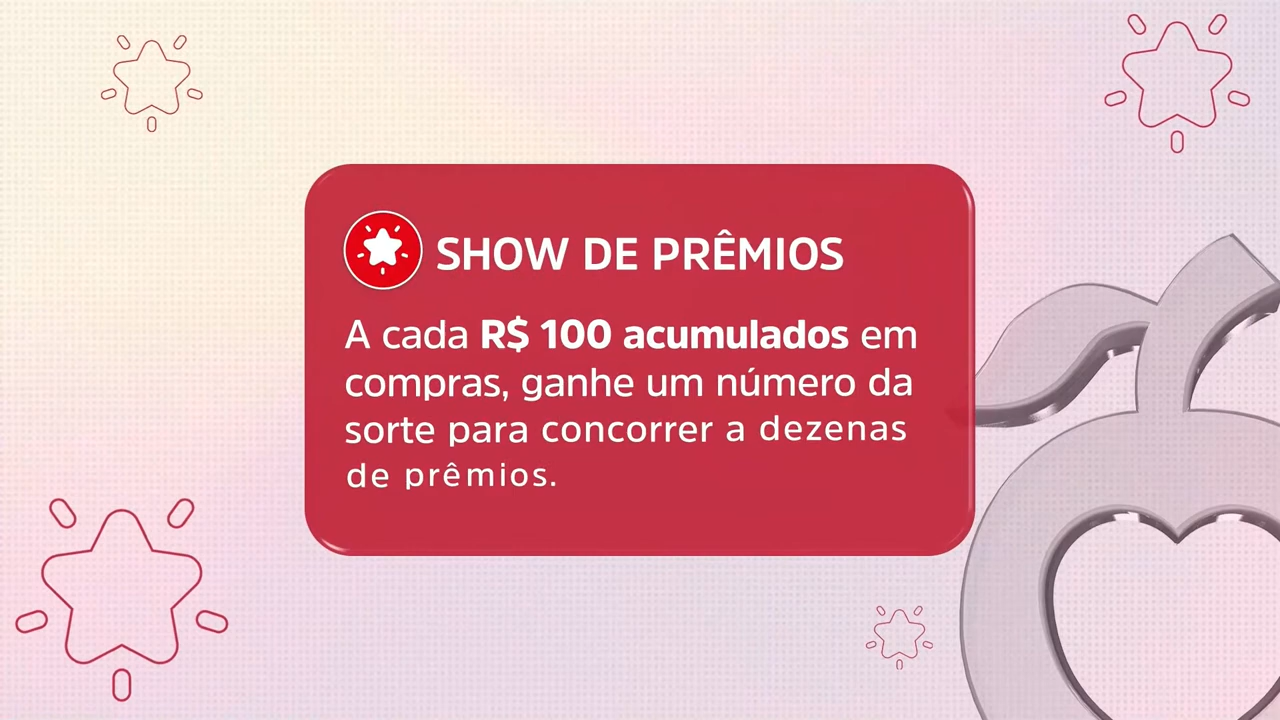 SHOW DE PRÊMIOS
A cada R$ 100 acumulados em
compras, ganhe um número da
sorte para concorrer a dezenas
de prêmios.